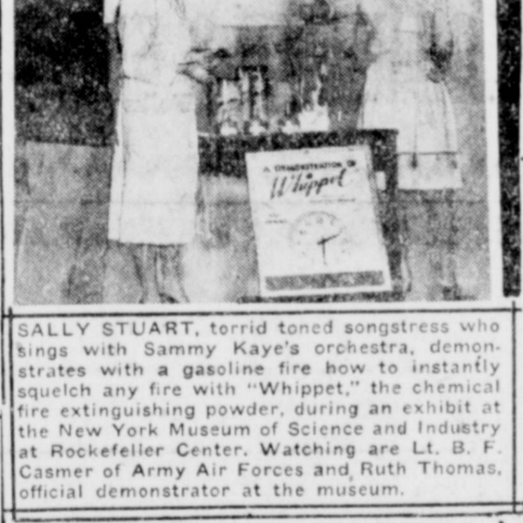 A DEMONSTRATION OF
Whippet
SALLY STUART, torrid toned songstress who
sings with Sammy Kaye's orchestra, demon-
strates with a gasoline fire how to instantly
squelch any fire with "Whippet," the chemical
fire extinguishing powder, during an exhibit at
the New York Museum of Science and Industry
at Rockefeller Center. Watching are Lt. B. F.
Casmer of Army Air Forces and Ruth Thomas,
official demonstrator at the museum.